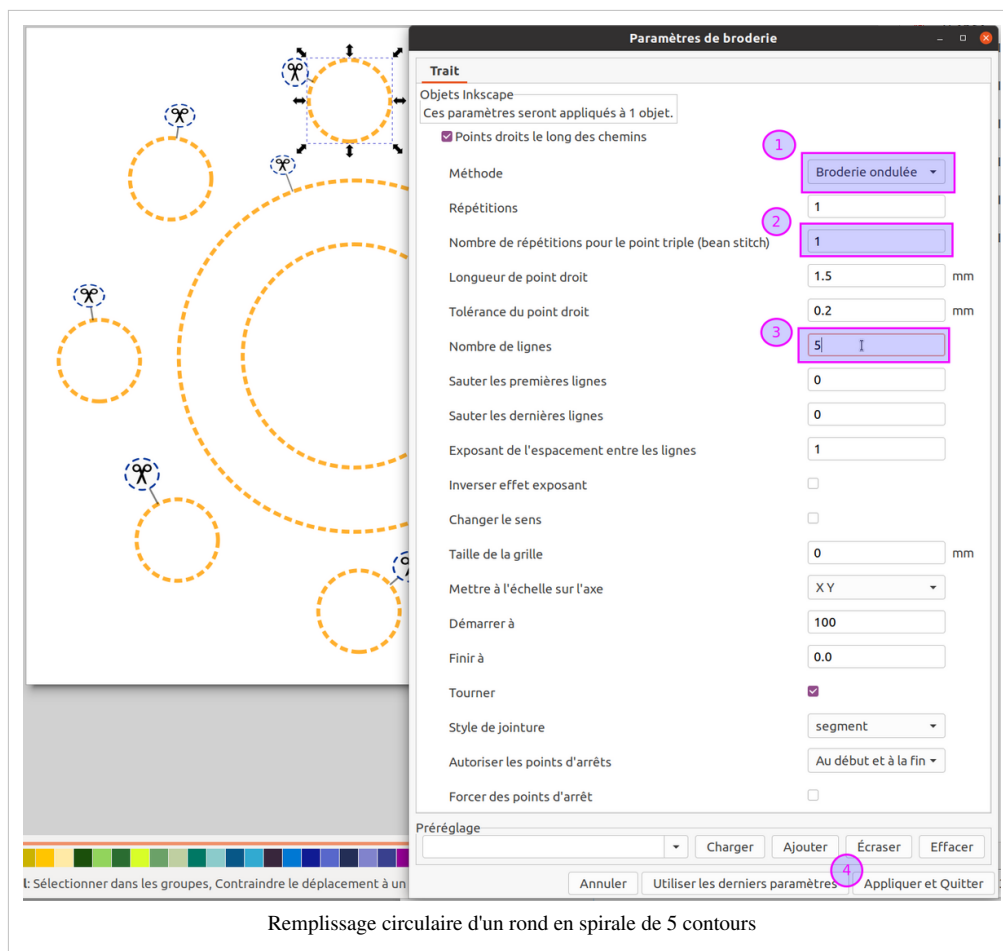 Paramètres de broderie
Trait
Objets Inkscape
Ces paramètres seront appliqués à 1 objet.
Points droits le long des chemins
1
Méthode Broderie ondulée
Répétitions 1
2
Nombre de répétitions pour le point triple (bean stitch) 1
Longueur de point droit 1.5 mm
Tolérance du point droit 0.2 mm
3
Nombre de lignes 5
Sauter les premières lignes 0
Sauter les dernières lignes 0
Exposant de l'espacement entre les lignes 1
Inverser effet exposant
Changer le sens
Taille de la grille 0 mm
Mettre à l'échelle sur l'axe X Y
Démarrer à 100
Finir à 0.0
Tourner
Style de jointure segment
Autoriser les points d'arrêts Au début et à la fin
Forcer des points d'arrêt
Préréglage
Charger Ajouter Écraser Effacer
4
l: Sélectionner dans les groupes, Contraindre le déplacement à un
Annuler Utiliser les derniers paramètres Appliquer et Quitter
Remplissage circulaire d'un rond en spirale de 5 contours